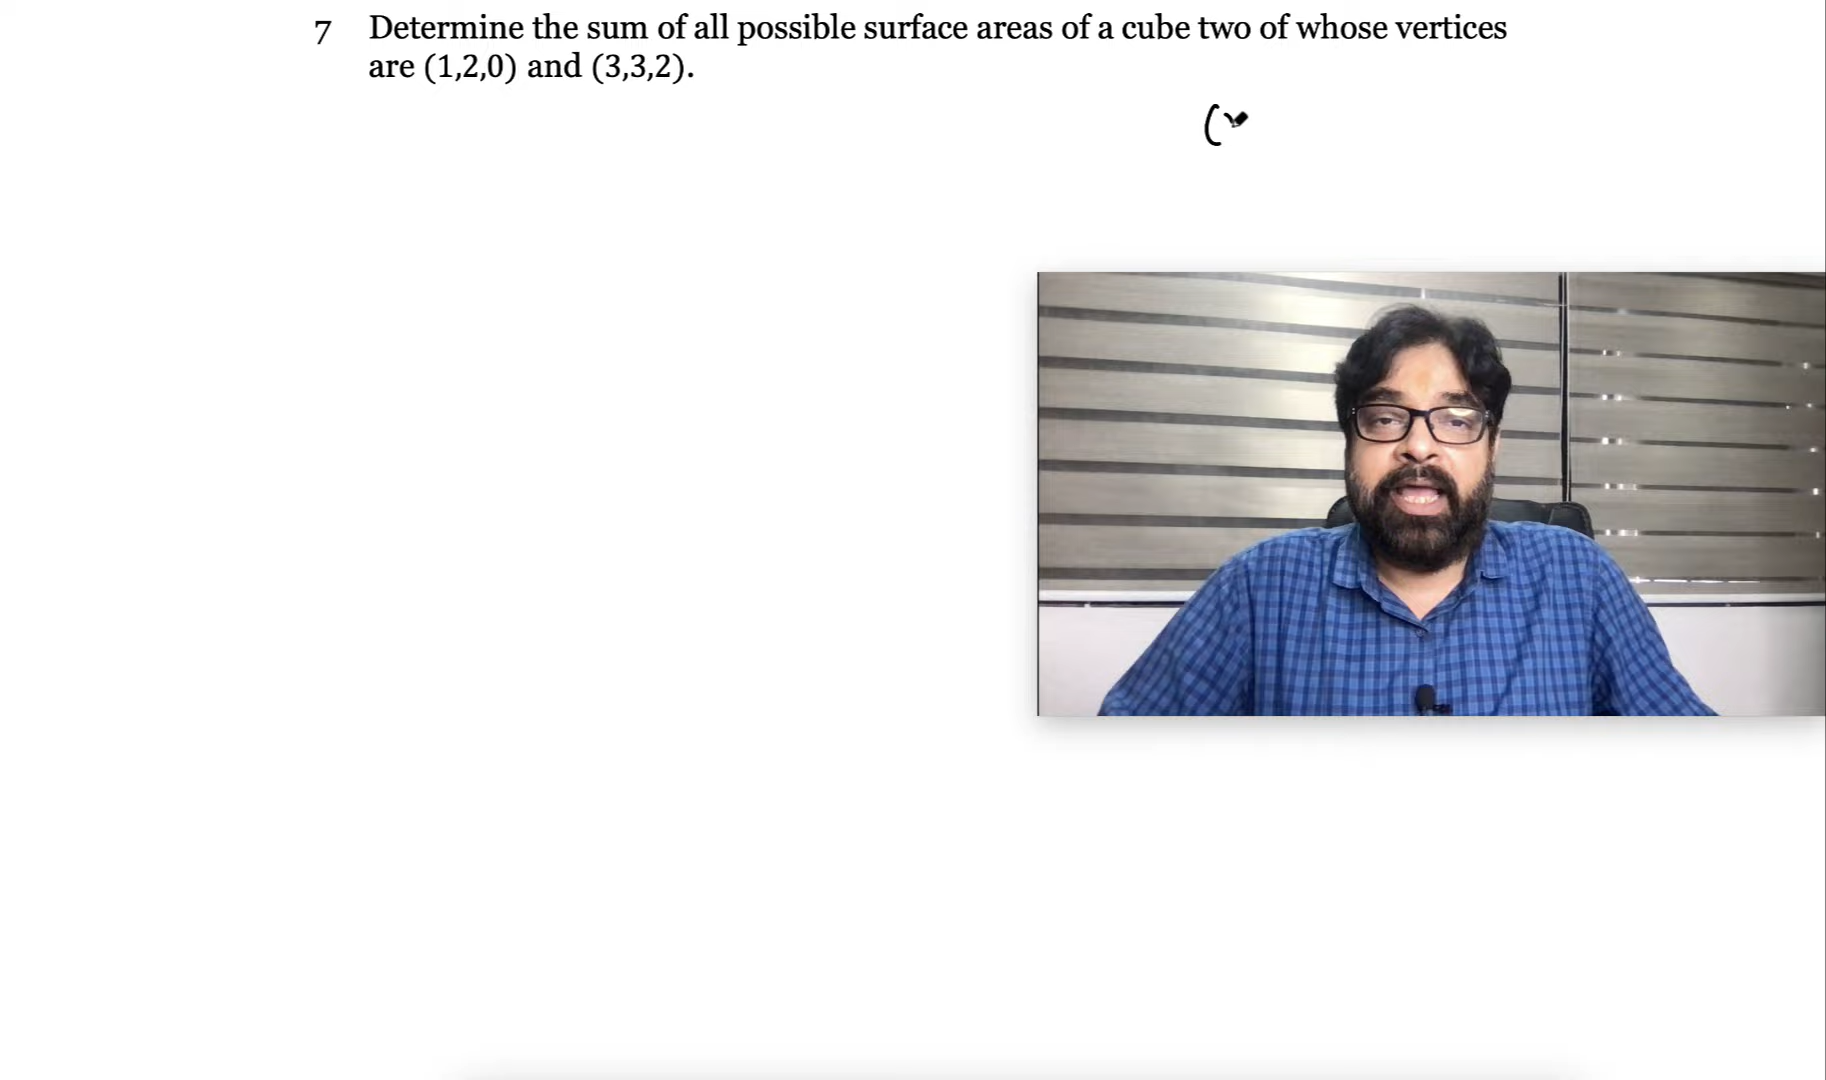 7 Determine the sum of all possible surface areas of a cube two of whose vertices
are (1,2,0) and (3,3,2).
(